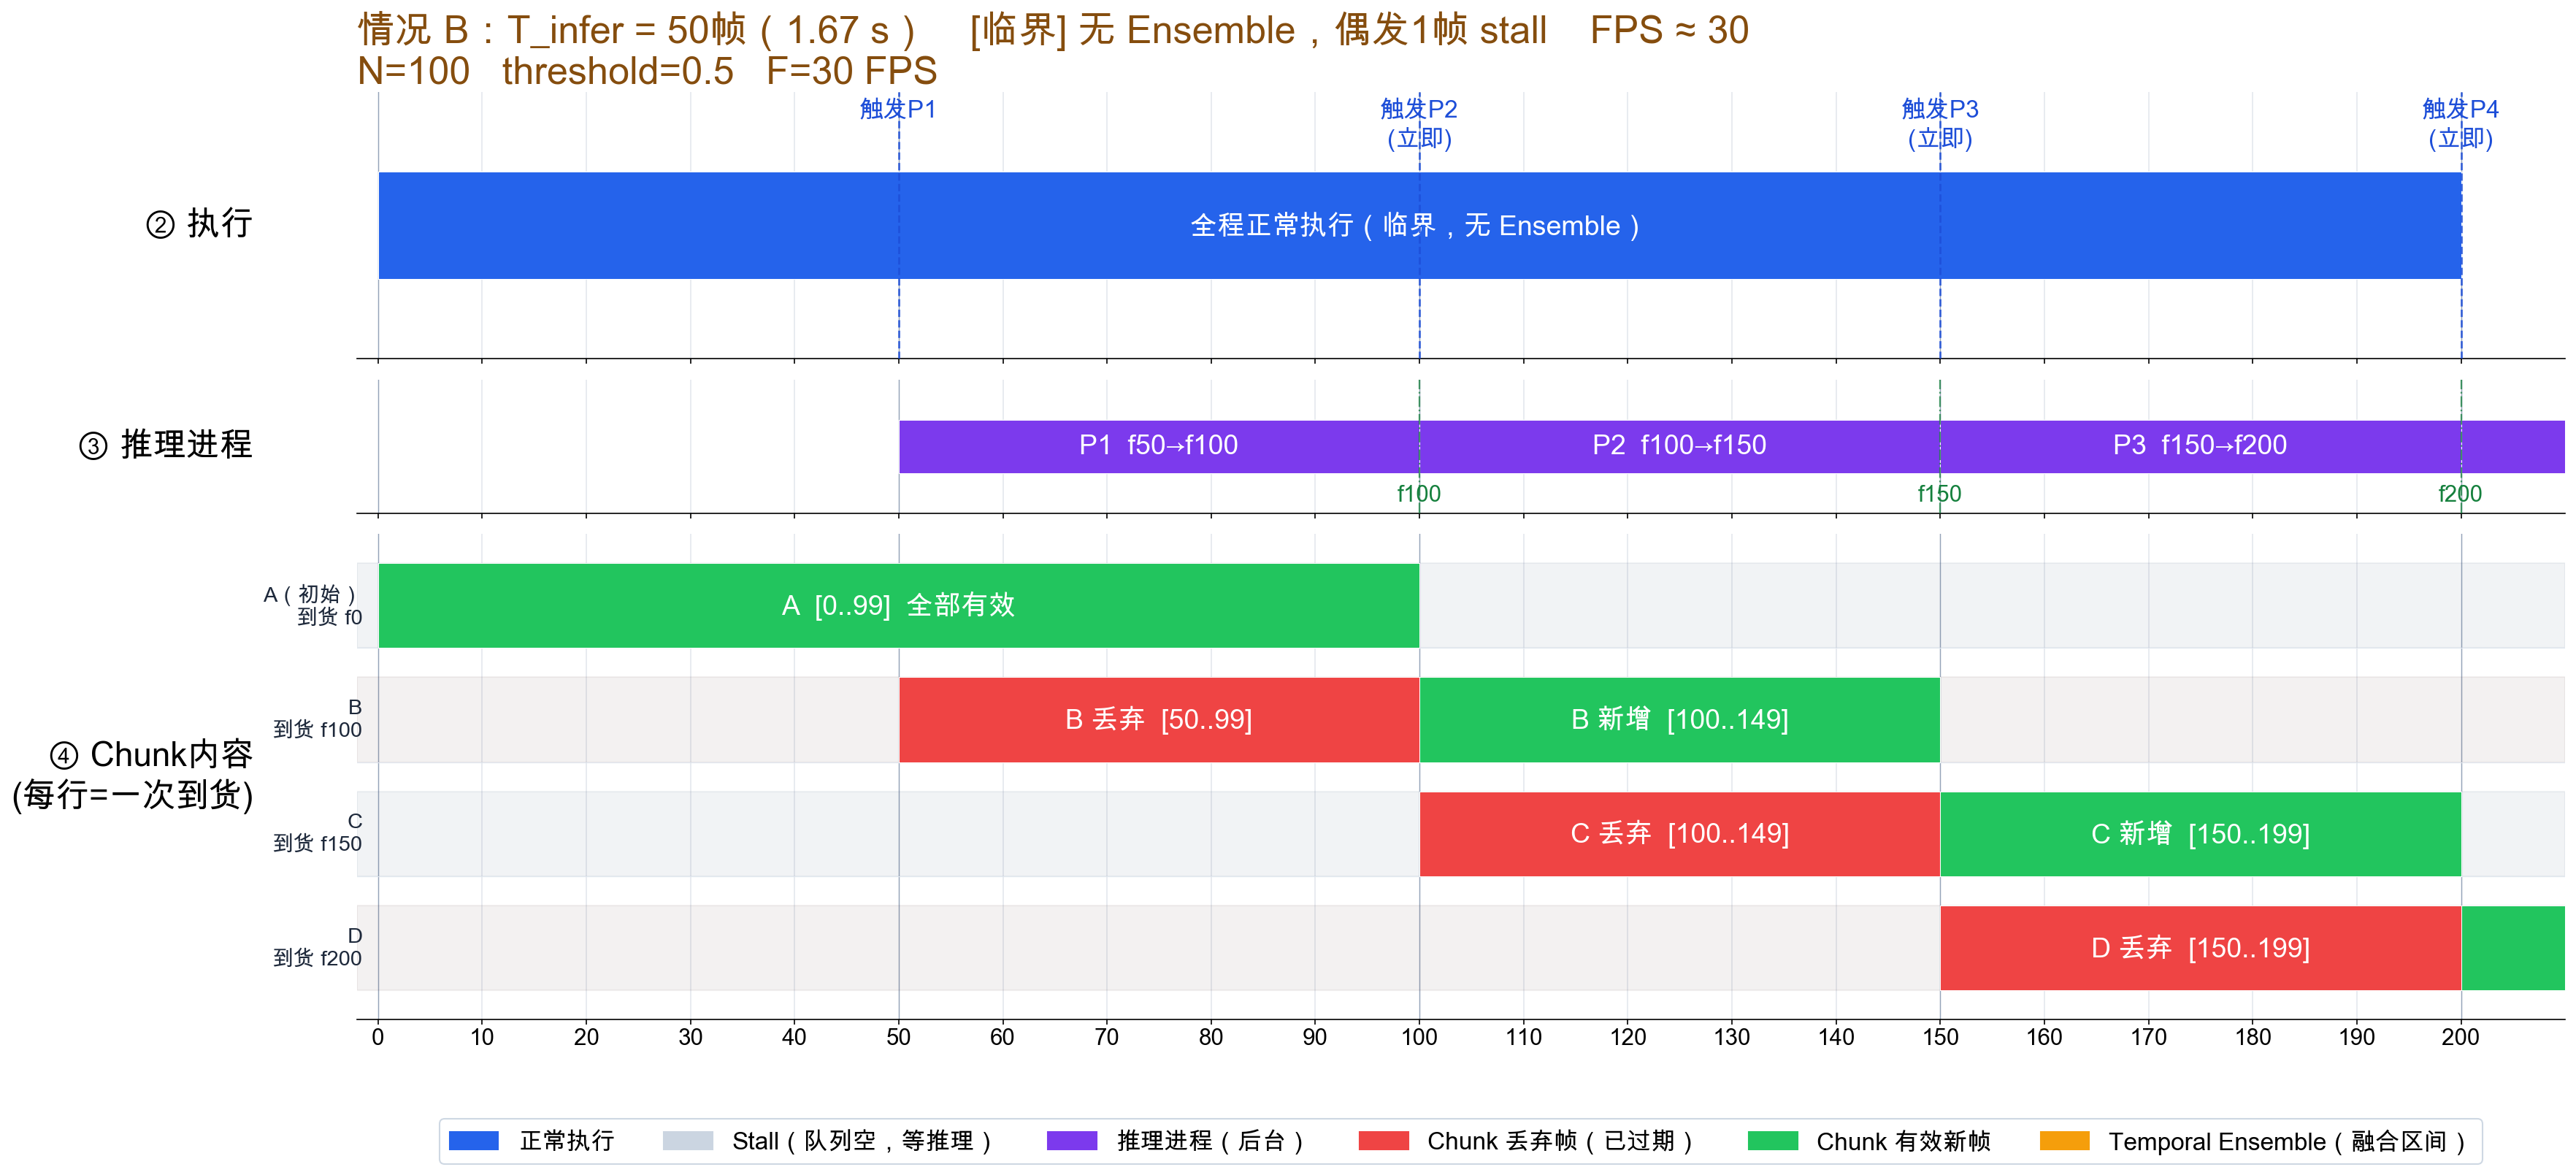 情况 B：T_infer = 50帧（1.67 s） [临界] 无 Ensemble，偶发1帧 stall FPS ≈ 30
N=100 threshold=0.5 F=30 FPS
触发P1
触发P2
(立即)
触发P3
(立即)
触发P4
(立即)
② 执行
全程正常执行（临界，无 Ensemble）
③ 推理进程
P1 f50→f100
P2 f100→f150
P3 f150→f200
f100
f150
f200
④ Chunk内容
(每行=一次到货)
A（初始）
到货 f0
A [0..99] 全部有效
B
到货 f100
B 丢弃 [50..99]
B 新增 [100..149]
C
到货 f150
C 丢弃 [100..149]
C 新增 [150..199]
D
到货 f200
D 丢弃 [150..199]
0 10 20 30 40 50 60 70 80 90 100 110 120 130 140 150 160 170 180 190 200
正常执行
Stall（队列空，等推理）
推理进程（后台）
Chunk 丢弃帧（已过期）
Chunk 有效新帧
Temporal Ensemble（融合区间）